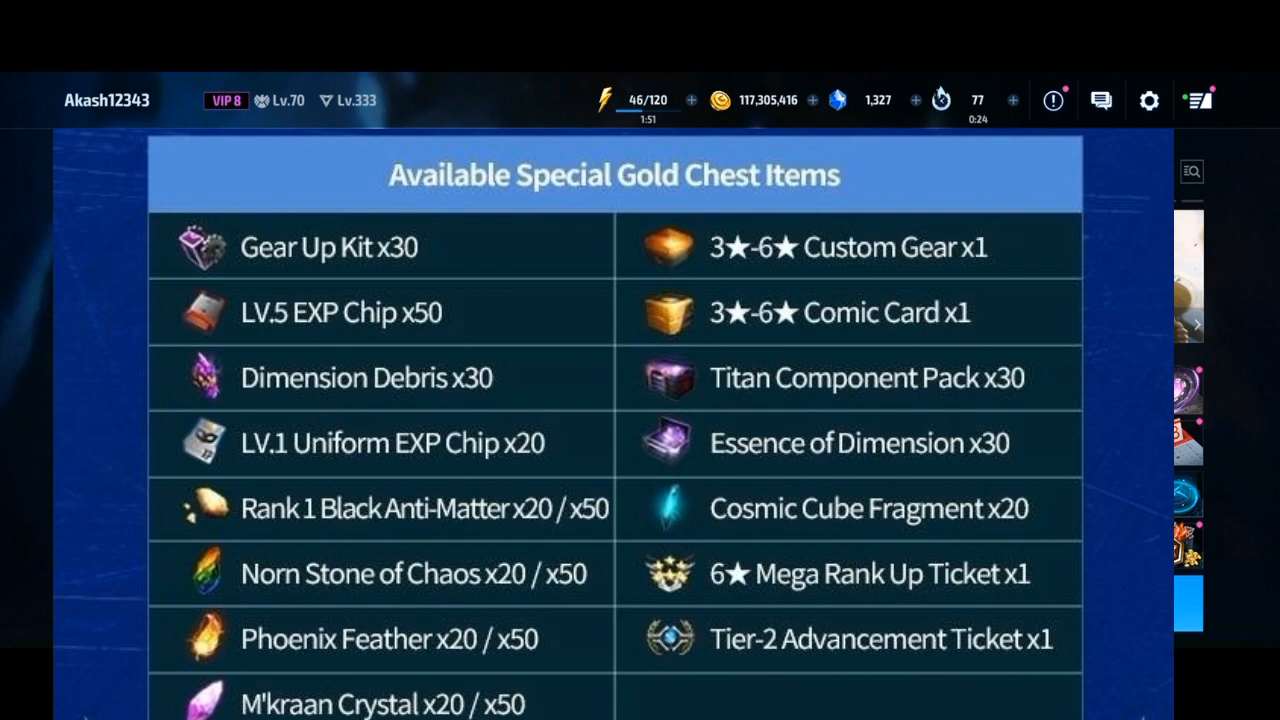 Akash12343 VIP 8 Lv.70 Lv.333 46/120 117,305,416 1,327 77
1:51 0:24
Available Special Gold Chest Items
Gear Up Kit x30 3★-6★ Custom Gear x1
LV.5 EXP Chip x50 3★-6★ Comic Card x1
Dimension Debris x30 Titan Component Pack x30
LV.1 Uniform EXP Chip x20 Essence of Dimension x30
Rank 1 Black Anti-Matter x20 / x50 Cosmic Cube Fragment x20
Norn Stone of Chaos x20 / x50 6★ Mega Rank Up Ticket x1
Phoenix Feather x20 / x50 Tier-2 Advancement Ticket x1
M'kraan Crystal x20 / x50